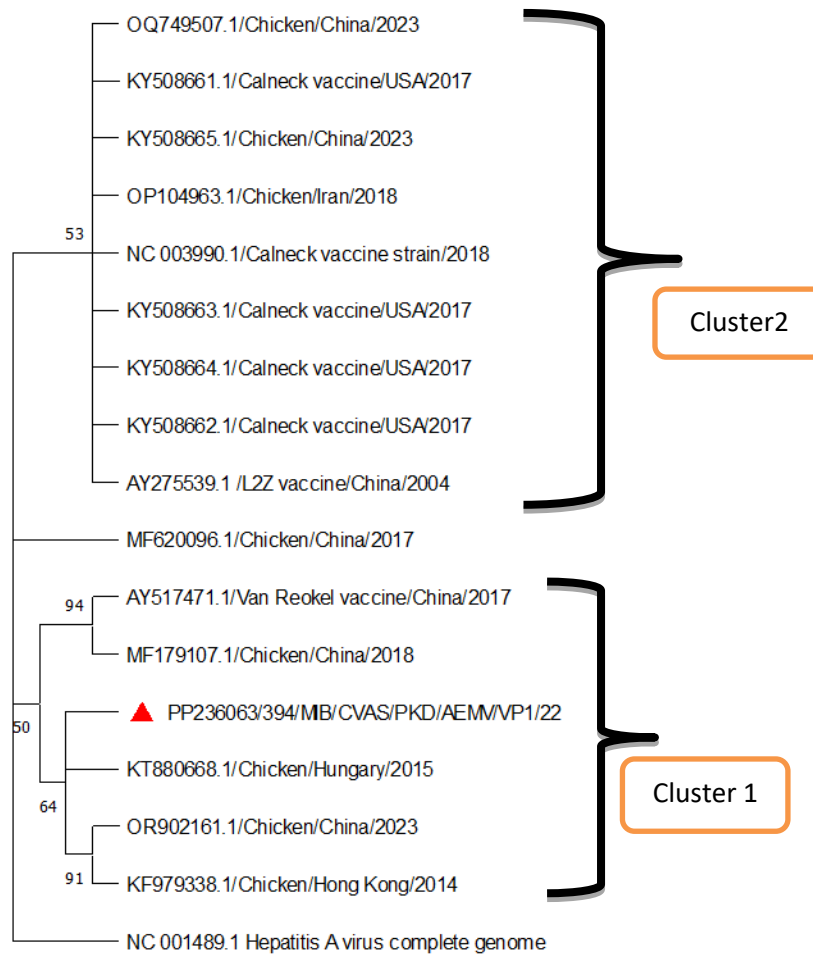 OQ749507.1/Chicken/China/2023
KY508661.1/Calneck vaccine/USA/2017
KY508665.1/Chicken/China/2023
OP104963.1/Chicken/Iran/2018
53
NC 003990.1/Calneck vaccine strain/2018
KY508663.1/Calneck vaccine/USA/2017
Cluster2
KY508664.1/Calneck vaccine/USA/2017
KY508662.1/Calneck vaccine/USA/2017
AY275539.1 /L2Z vaccine/China/2004
MF620096.1/Chicken/China/2017
94
AY517471.1/Van Reokel vaccine/China/2017
MF179107.1/Chicken/China/2018
50
PP236063/394/MIB/CVAS/PKD/AEMV/VP1/22
KT880668.1/Chicken/Hungary/2015
Cluster 1
64
OR902161.1/Chicken/China/2023
91
KF979338.1/Chicken/Hong Kong/2014
NC 001489.1 Hepatitis A virus complete genome